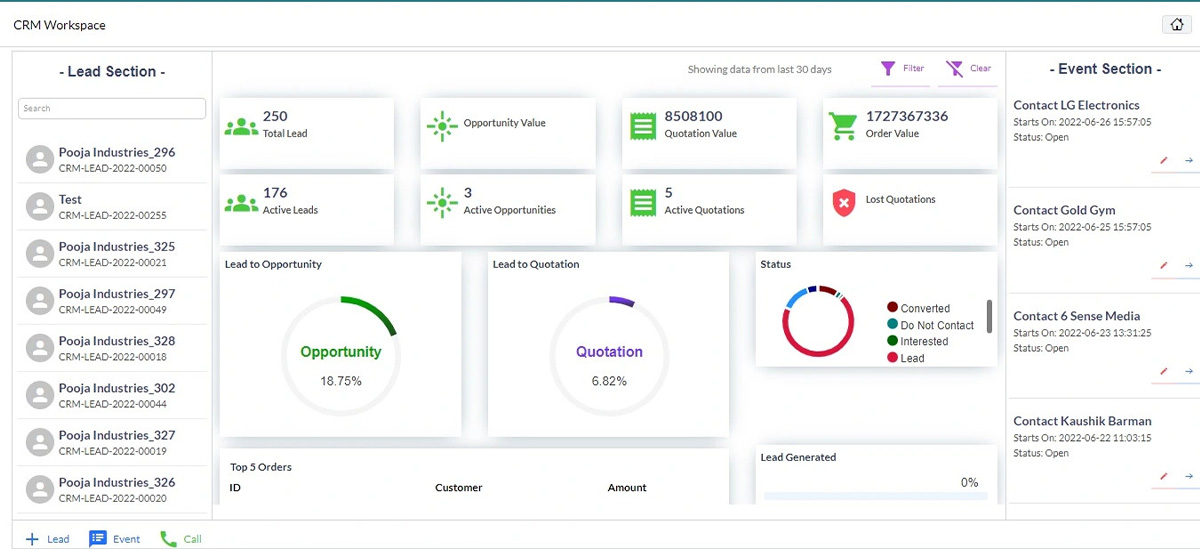 CRM Workspace
- Lead Section -
Search
Pooja Industries_296
CRM-LEAD-2022-00050
Test
CRM-LEAD-2022-00255
Pooja Industries_325
CRM-LEAD-2022-00021
Pooja Industries_297
CRM-LEAD-2022-00049
Pooja Industries_328
CRM-LEAD-2022-00018
Pooja Industries_302
CRM-LEAD-2022-00044
Pooja Industries_327
CRM-LEAD-2022-00019
Pooja Industries_326
CRM-LEAD-2022-00020
Showing data from last 30 days
Filter
Clear
250
Total Lead
Opportunity Value
8508100
Quotation Value
1727367336
Order Value
176
Active Leads
3
Active Opportunities
5
Active Quotations
Lost Quotations
Lead to Opportunity
Opportunity
18.75%
Lead to Quotation
Quotation
6.82%
Status
Converted
Do Not Contact
Interested
Lead
Top 5 Orders
ID Customer Amount
Lead Generated
0%
- Event Section -
Contact LG Electronics
Starts On: 2022-06-26 15:57:05
Status: Open
Contact Gold Gym
Starts On: 2022-06-25 15:57:05
Status: Open
Contact 6 Sense Media
Starts On: 2022-06-23 13:31:25
Status: Open
Contact Kaushik Barman
Starts On: 2022-06-22 11:03:15
Status: Open
Lead
Event
Call